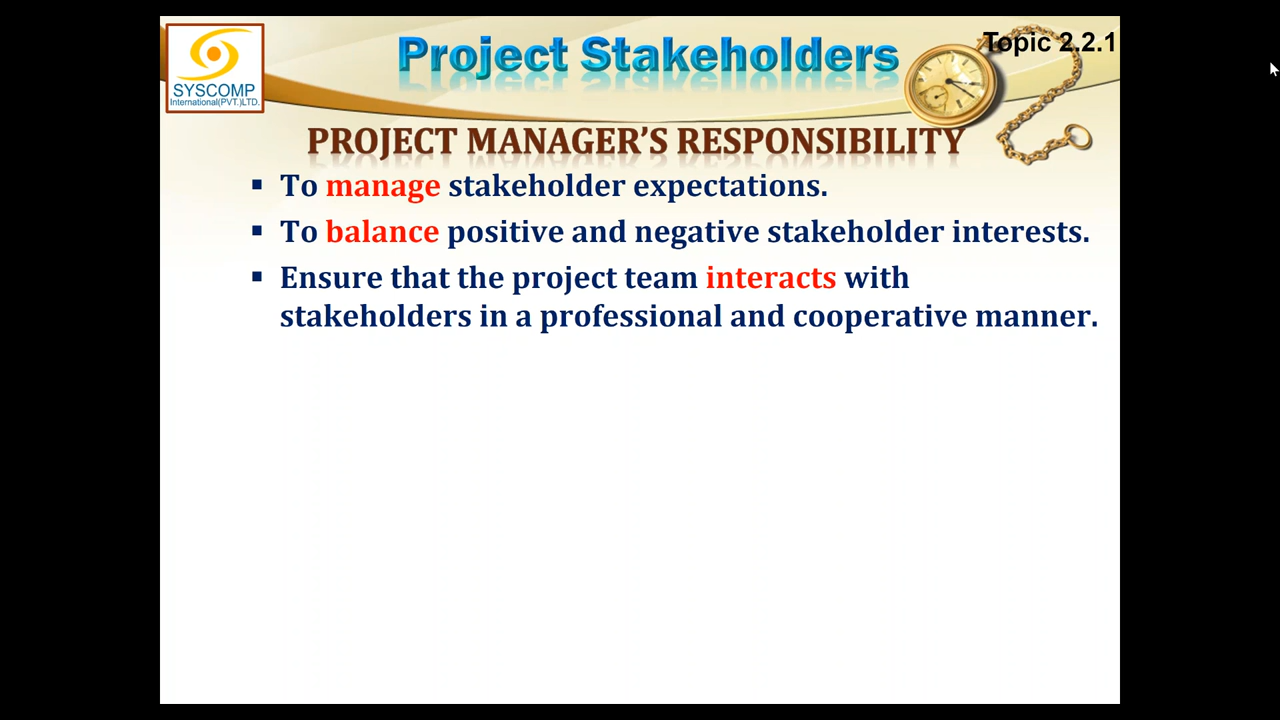 SYSCOMP
International(PVT.)LTD.
Project Stakeholders
Topic 2.2.1
PROJECT MANAGER’S RESPONSIBILITY
▪ To manage stakeholder expectations.
▪ To balance positive and negative stakeholder interests.
▪ Ensure that the project team interacts with
stakeholders in a professional and cooperative manner.